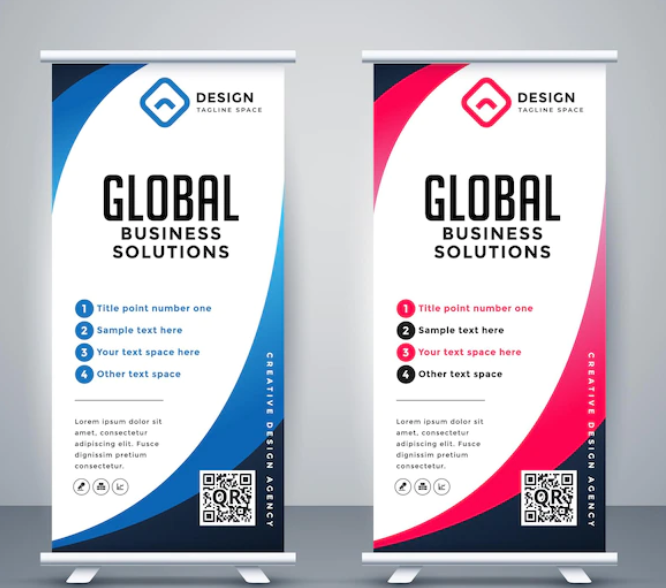 DESIGN
TAGLINE SPACE
GLOBAL
BUSINESS
SOLUTIONS
1 Title point number one
2 Sample text here
3 Your text space here
4 Other text space
Lorem ipsum dolor sit
amet, consectetur
adipiscing elit. Fusce
dignissim pretium
consectetur.
QR
CREATIVE DESIGN AGENCY
DESIGN
TAGLINE SPACE
GLOBAL
BUSINESS
SOLUTIONS
1 Title point number one
2 Sample text here
3 Your text space here
4 Other text space
Lorem ipsum dolor sit
amet, consectetur
adipiscing elit. Fusce
dignissim pretium
consectetur.
QR
CREATIVE DESIGN AGENCY